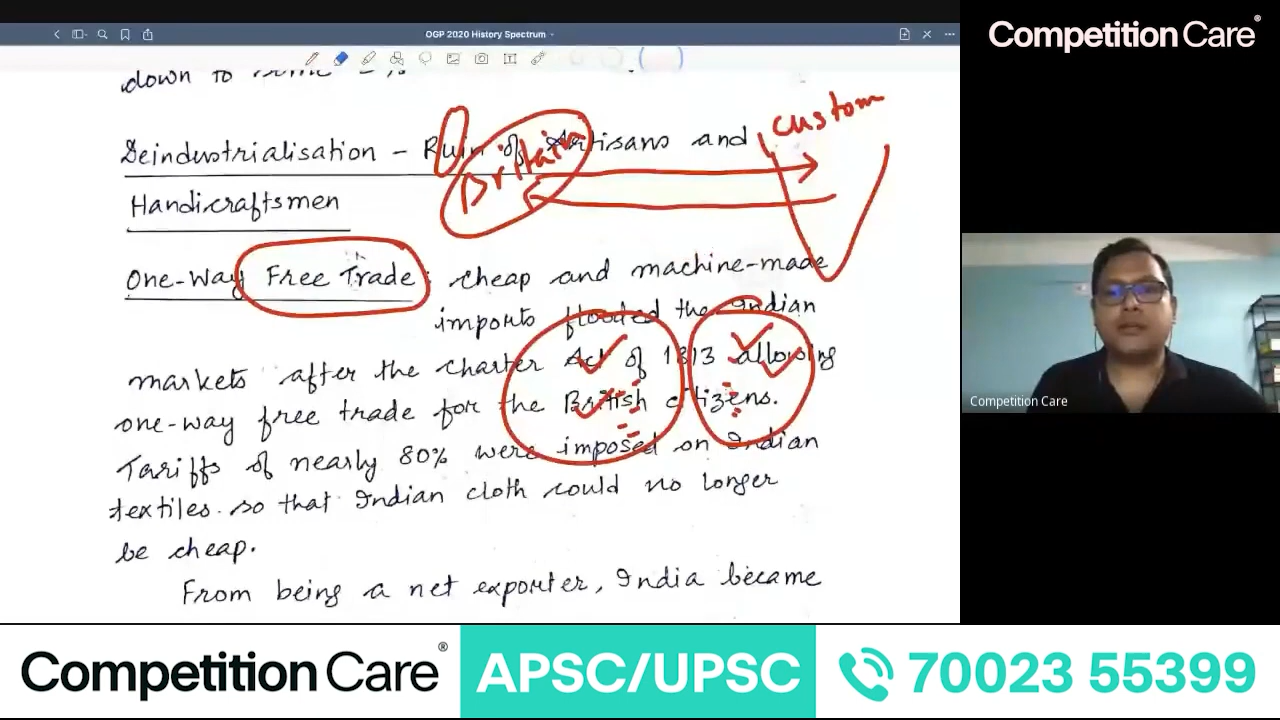 OGP 2020 History Spectrum
Competition Care®
down to some
custom
Deindustrialisation - Ruin of Artisans and
Britain
Handicraftsmen
One-Way Free Trade : cheap and machine-made
imports flooded the Indian
markets after the charter Act of 1813 allowing
one-way free trade for the British citizens.
Tariffs of nearly 80% were imposed on Indian
textiles so that Indian cloth could no longer
be cheap.
From being a net exporter, India became
Competition Care
Competition Care®
APSC/UPSC
70023 55399